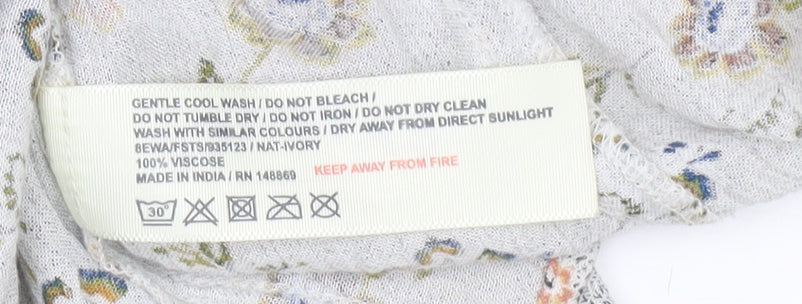 GENTLE COOL WASH / DO NOT BLEACH /
DO NOT TUMBLE DRY / DO NOT IRON / DO NOT DRY CLEAN
WASH WITH SIMILAR COLOURS / DRY AWAY FROM DIRECT SUNLIGHT
8EWA/FSTS/935123 / NAT-IVORY
100% VISCOSE
MADE IN INDIA / RN 148869
KEEP AWAY FROM FIRE
30°